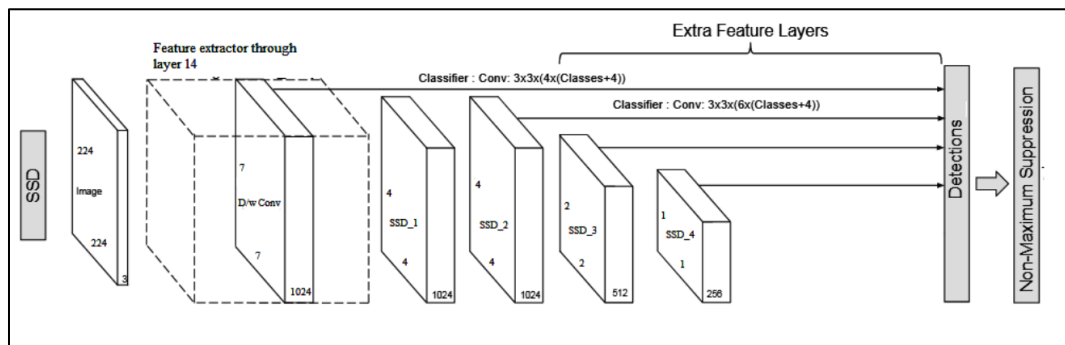 Extra Feature Layers
Feature extractor through
layer 14
Classifier : Conv: 3x3x(4x(Classes+4))
Classifier : Conv: 3x3x(6x(Classes+4))
SSD
224
Image
224
3
7
D/w Conv
7
1024
4
SSD_1
4
1024
4
SSD_2
4
1024
2
SSD_3
2
512
1
SSD_4
1
256
Detections
Non-Maximum Suppression